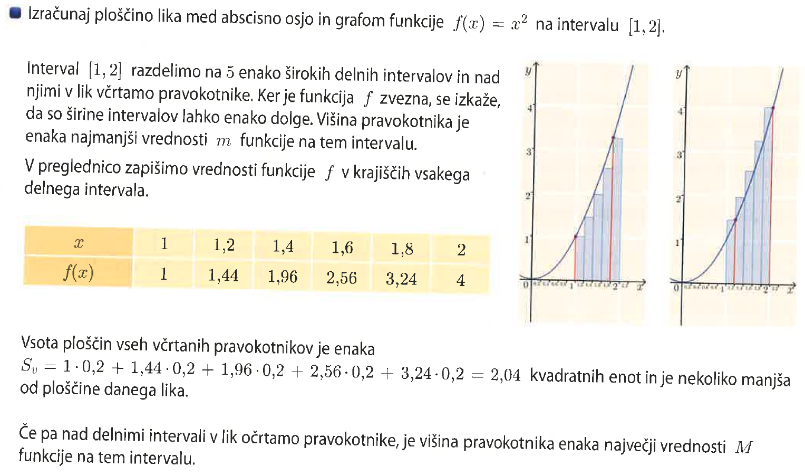 Izračunaj ploščino lika med abscisno osjo in grafom funkcije f(x) = x² na intervalu [1, 2].
Interval [1, 2] razdelimo na 5 enako širokih delnih intervalov in nad
njimi v lik včrtamo pravokotnike. Ker je funkcija f zvezna, se izkaže,
da so širine intervalov lahko enako dolge. Višina pravokotnika je
enaka najmanjši vrednosti m funkcije na tem intervalu.
V preglednico zapišimo vrednosti funkcije f v krajiščih vsakega
delnega intervala.
x 1 1,2 1,4 1,6 1,8 2
f(x) 1 1,44 1,96 2,56 3,24 4
y
4
3
2
1
0 1 2 x
y
4
3
2
1
0 1 2 x
Vsota ploščin vseh včrtanih pravokotnikov je enaka
Sᵥ = 1·0,2 + 1,44·0,2 + 1,96·0,2 + 2,56·0,2 + 3,24·0,2 = 2,04 kvadratnih enot in je nekoliko manjša
od ploščine danega lika.
Če pa nad delnimi intervali v lik očrtamo pravokotnike, je višina pravokotnika enaka največji vrednosti M
funkcije na tem intervalu.